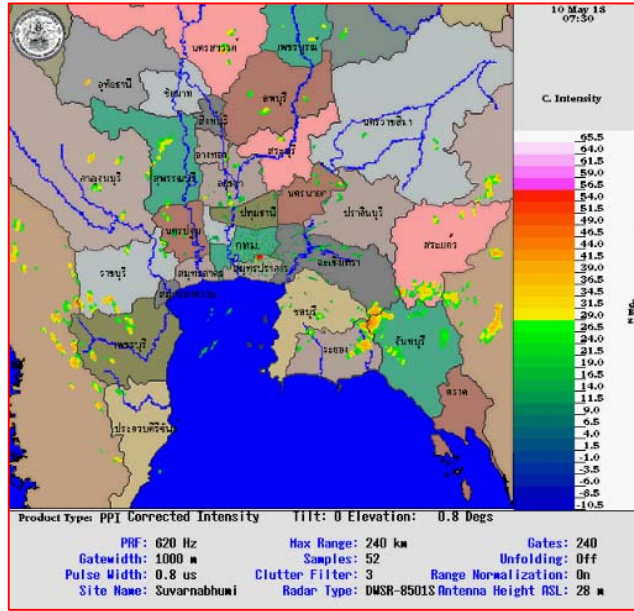 10 May 18
07:30
C. Intensity
65.5
64.0
61.5
59.0
56.5
54.0
51.5
49.0
46.5
44.0
41.5
39.0
36.5
34.0
31.5
29.0
26.5
24.0
21.5
19.0
16.5
14.0
11.5
9.0
6.5
4.0
1.5
-1.0
-3.5
-6.0
-8.5
-10.5
นครสวรรค์
เพชรบูรณ์
อุทัยธานี
ชัยนาท
ลพบุรี
สิงห์บุรี
นครราชสีมา
อ่างทอง
สระบุรี
กาญจนบุรี
สุพรรณบุรี
อยุธยา
นครนายก
ปราจีนบุรี
ปทุมธานี
นครปฐม
กทม.
สระแก้ว
ฉะเชิงเทรา
ราชบุรี
สมุทรสาคร
สมุทรปราการ
สมุทรสงคราม
ชลบุรี
เพชรบุรี
ระยอง
จันทบุรี
ตราด
ประจวบคีรีขันธ์
Product Type: PPI Corrected Intensity Tilt: 0 Elevation: 0.8 Degs
PRF: 620 Hz Max Range: 240 km Gates: 240
Gatewidth: 1000 m Samples: 52 Unfolding: Off
Pulse Width: 0.8 us Clutter Filter: 3 Range Normalization: On
Site Name: Suvarnabhumi Radar Type: DWSR-8501S Antenna Height ASL: 28 m